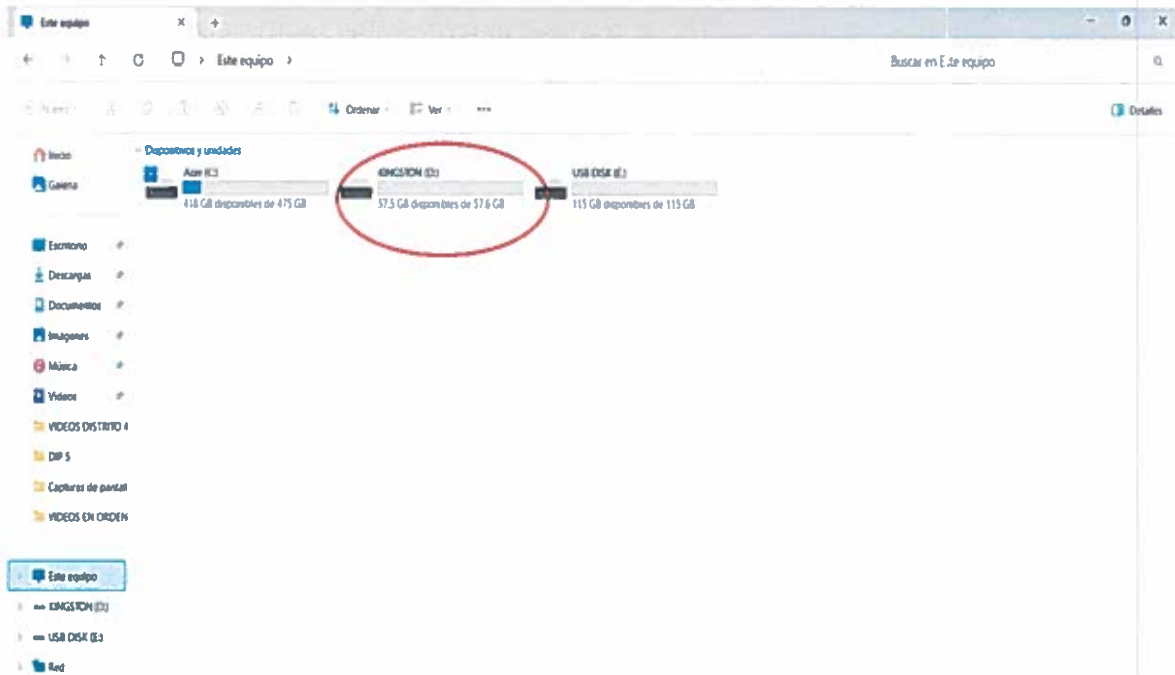 Este equipo
Este equipo
Buscar en Este equipo
Ordenar
Ver
Detalles
Inicio
Galería
Escritorio
Descargas
Documentos
Imágenes
Música
Videos
VIDEOS DISTRITO 4
DIP 5
Capturas de pantall
VIDEOS EN ORDEN
Este equipo
KINGSTON (D:)
USB DISK (E:)
Red
Dispositivos y unidades
Acer (C:)
418 GB disponibles de 475 GB
KINGSTON (D:)
57.5 GB disponibles de 57.6 GB
USB DISK (E:)
115 GB disponibles de 115 GB